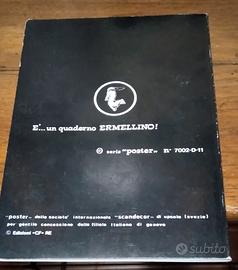 E'...un quaderno ERMELLINO!
serie "poster" n° 7002-D-11
"poster" della società internazionale "scandecor" di upsala (svezia)
per gentile concessione della filiale italiana di genova
© Edizioni -CF- RE
subito